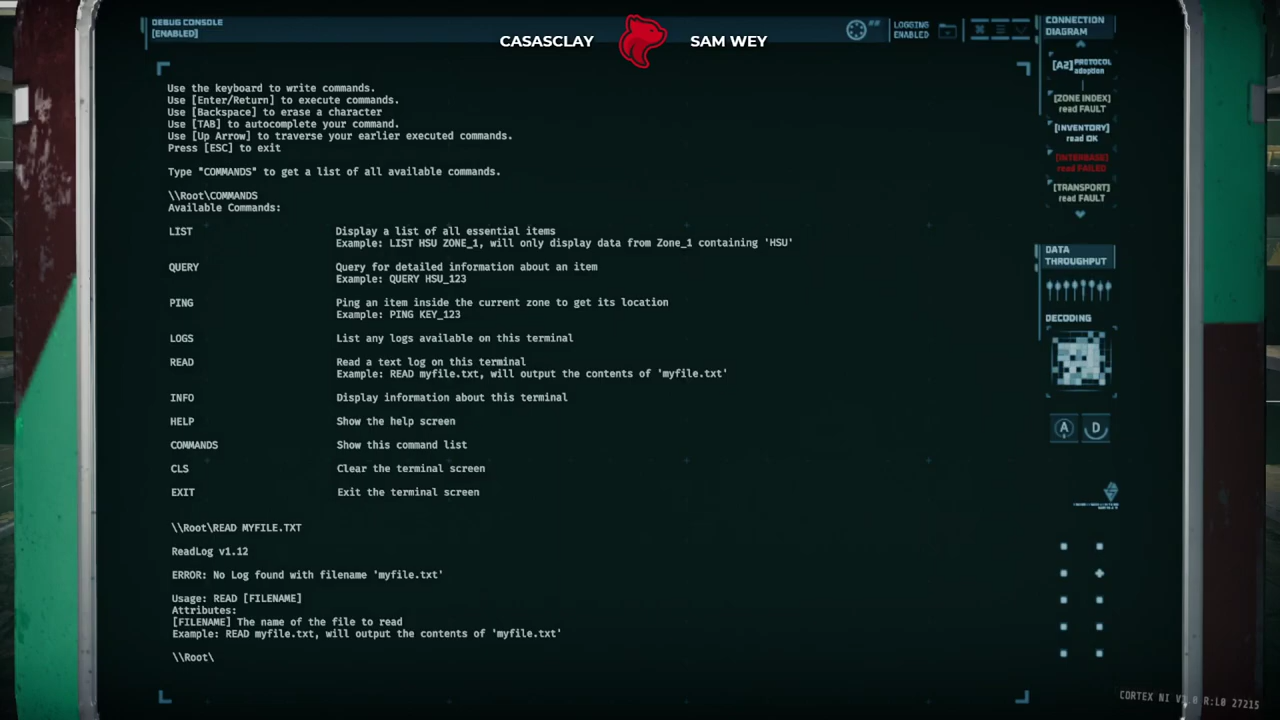 DEBUG CONSOLE
[ENABLED]
CASASCLAY
SAM WEY
LOGGING
ENABLED
CONNECTION
DIAGRAM
Use the keyboard to write commands.
Use [Enter/Return] to execute commands.
Use [Backspace] to erase a character
Use [TAB] to autocomplete your command.
Use [Up Arrow] to traverse your earlier executed commands.
Press [ESC] to exit
Type "COMMANDS" to get a list of all available commands.
\\Root\COMMANDS
Available Commands:
LIST Display a list of all essential items
Example: LIST HSU ZONE_1, will only display data from Zone_1 containing 'HSU'
QUERY Query for detailed information about an item
Example: QUERY HSU_123
PING Ping an item inside the current zone to get its location
Example: PING KEY_123
LOGS List any logs available on this terminal
READ Read a text log on this terminal
Example: READ myfile.txt, will output the contents of 'myfile.txt'
INFO Display information about this terminal
HELP Show the help screen
COMMANDS Show this command list
CLS Clear the terminal screen
EXIT Exit the terminal screen
\\Root\READ MYFILE.TXT
ReadLog v1.12
ERROR: No Log found with filename 'myfile.txt'
Usage: READ [FILENAME]
Attributes:
[FILENAME] The name of the file to read
Example: READ myfile.txt, will output the contents of 'myfile.txt'
\\Root\
[A2] PROTOCOL
adoption
[ZONE INDEX]
read FAULT
[INVENTORY]
read OK
[INTERBASE]
read FAILED
[TRANSPORT]
read FAULT
DATA
THROUGHPUT
DECODING
A D
CORTEX NI R:L0 27215